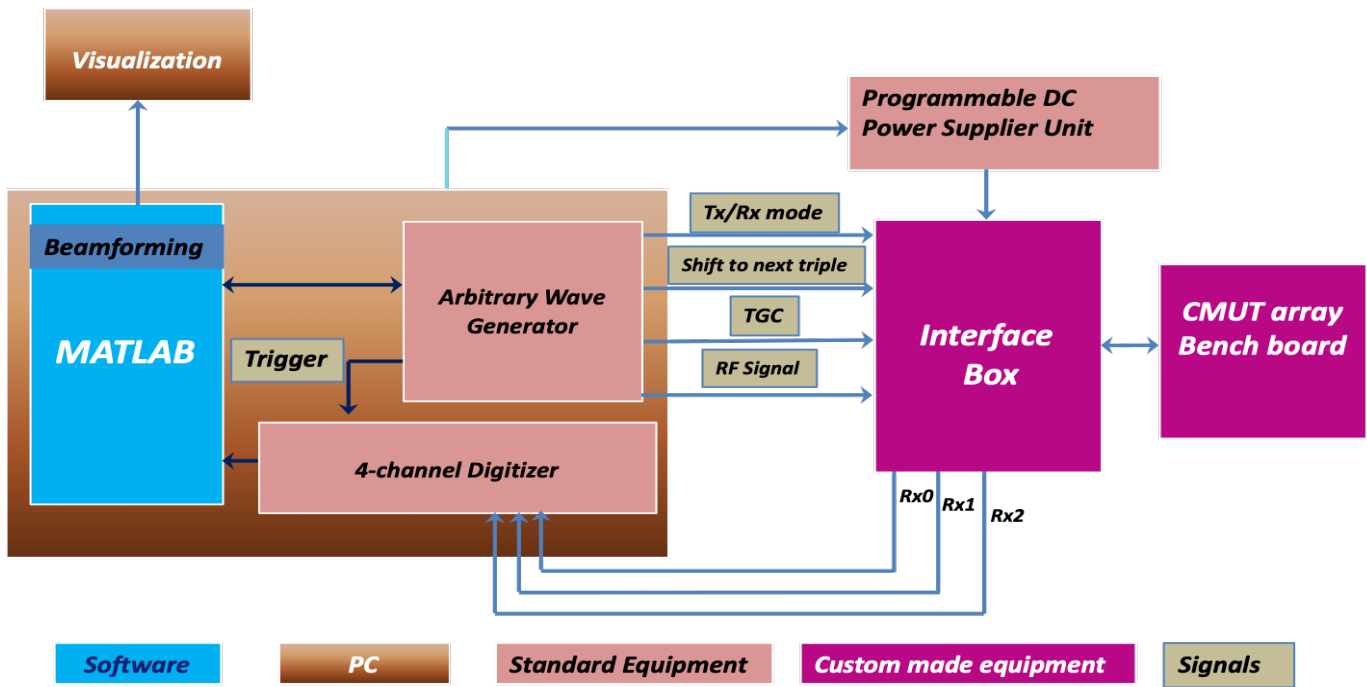 Visualization
Programmable DC
Power Supplier Unit
Beamforming
MATLAB
Trigger
Arbitrary Wave
Generator
4-channel Digitizer
Tx/Rx mode
Shift to next triple
TGC
RF Signal
Interface
Box
CMUT array
Bench board
Rx0
Rx1
Rx2
Software
PC
Standard Equipment
Custom made equipment
Signals